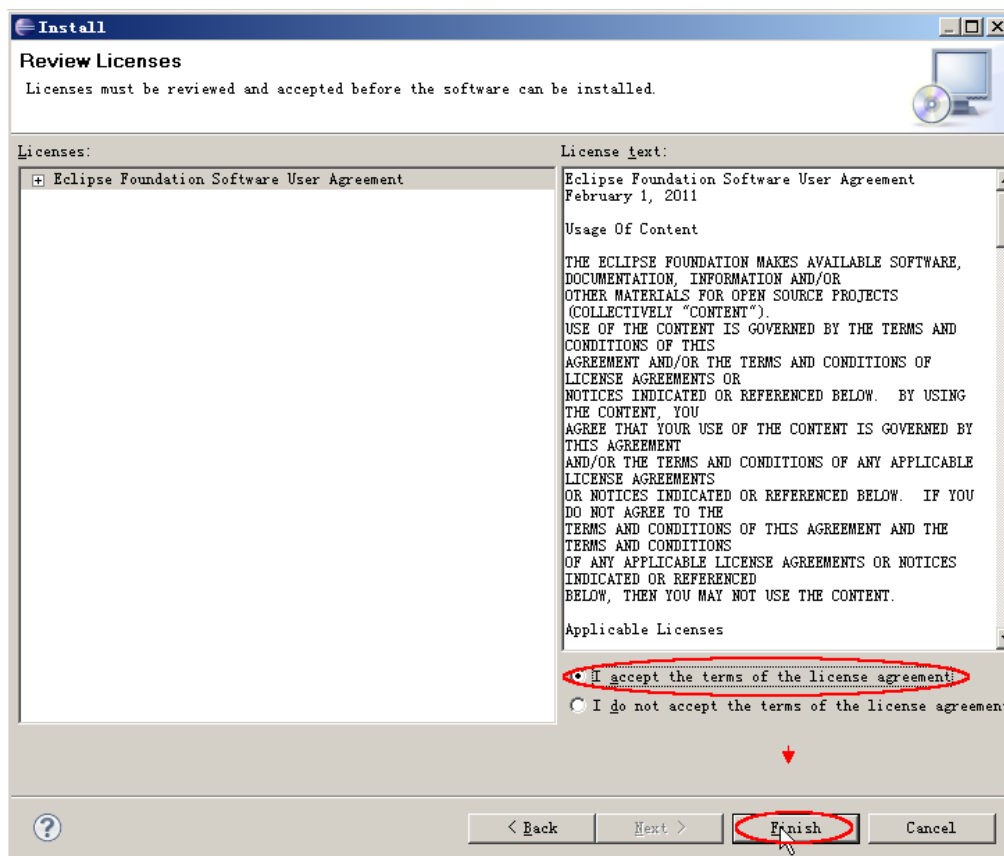 Install
Review Licenses
Licenses must be reviewed and accepted before the software can be installed.
Licenses:
Eclipse Foundation Software User Agreement
License text:
Eclipse Foundation Software User Agreement
February 1, 2011
Usage Of Content
THE ECLIPSE FOUNDATION MAKES AVAILABLE SOFTWARE,
DOCUMENTATION, INFORMATION AND/OR
OTHER MATERIALS FOR OPEN SOURCE PROJECTS
(COLLECTIVELY "CONTENT").
USE OF THE CONTENT IS GOVERNED BY THE TERMS AND
CONDITIONS OF THIS
AGREEMENT AND/OR THE TERMS AND CONDITIONS OF
LICENSE AGREEMENTS OR
NOTICES INDICATED OR REFERENCED BELOW.  BY USING
THE CONTENT, YOU
AGREE THAT YOUR USE OF THE CONTENT IS GOVERNED BY
THIS AGREEMENT
AND/OR THE TERMS AND CONDITIONS OF ANY APPLICABLE
LICENSE AGREEMENTS
OR NOTICES INDICATED OR REFERENCED BELOW.  IF YOU
DO NOT AGREE TO THE
TERMS AND CONDITIONS OF THIS AGREEMENT AND THE
TERMS AND CONDITIONS
OF ANY APPLICABLE LICENSE AGREEMENTS OR NOTICES
INDICATED OR REFERENCED
BELOW, THEN YOU MAY NOT USE THE CONTENT.
Applicable Licenses
I accept the terms of the license agreement
I do not accept the terms of the license agreemen
< Back
Next >
Finish
Cancel